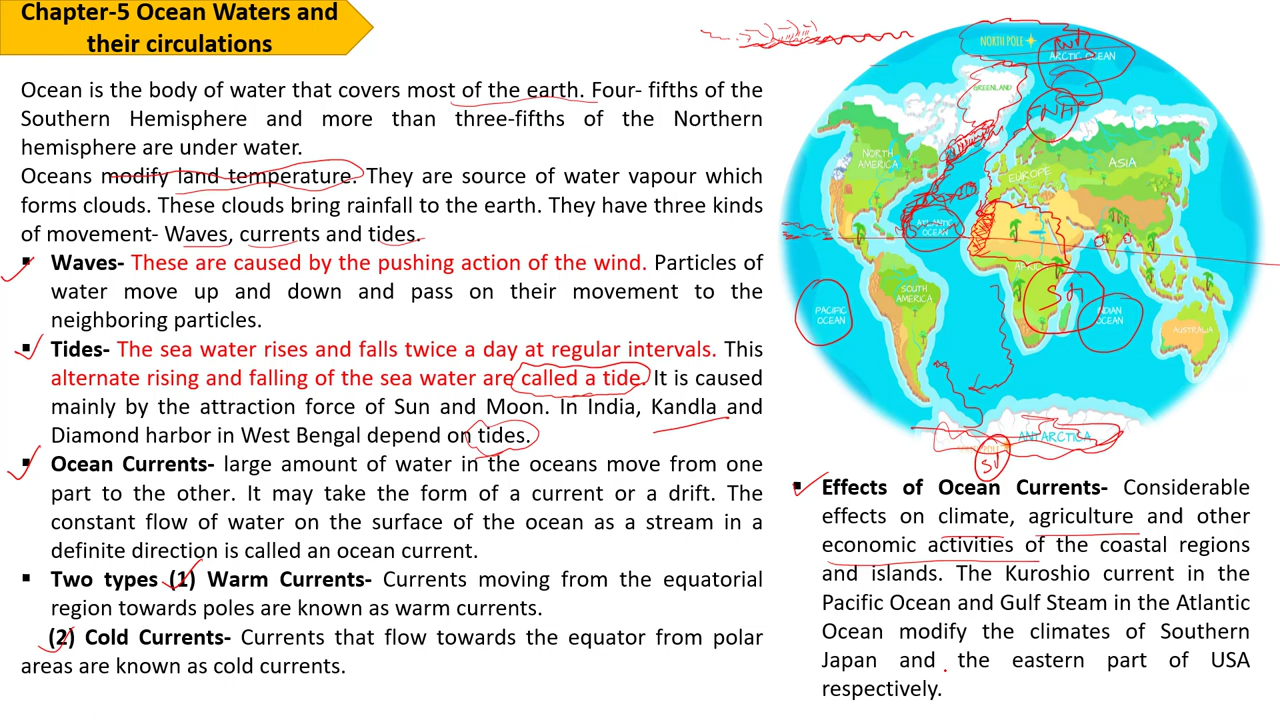 Chapter-5 Ocean Waters and
their circulations
Ocean is the body of water that covers most of the earth. Four- fifths of the
Southern Hemisphere and more than three-fifths of the Northern
hemisphere are under water.
Oceans modify land temperature. They are source of water vapour which
forms clouds. These clouds bring rainfall to the earth. They have three kinds
of movement- Waves, currents and tides.
▪ Waves- These are caused by the pushing action of the wind. Particles of
water move up and down and pass on their movement to the
neighboring particles.
▪ Tides- The sea water rises and falls twice a day at regular intervals. This
alternate rising and falling of the sea water are called a tide. It is caused
mainly by the attraction force of Sun and Moon. In India, Kandla and
Diamond harbor in West Bengal depend on tides.
▪ Ocean Currents- large amount of water in the oceans move from one
part to the other. It may take the form of a current or a drift. The
constant flow of water on the surface of the ocean as a stream in a
definite direction is called an ocean current.
▪ Two types (1) Warm Currents- Currents moving from the equatorial
region towards poles are known as warm currents.
(2) Cold Currents- Currents that flow towards the equator from polar
areas are known as cold currents.
NORTH POLE
ARCTIC OCEAN
GREENLAND
NORTH
AMERICA
EUROPE
ASIA
ATLANTIC
OCEAN
AFRICA
SOUTH
AMERICA
PACIFIC
OCEAN
INDIAN
OCEAN
AUSTRALIA
ANTARCTICA
▪ Effects of Ocean Currents- Considerable
effects on climate, agriculture and other
economic activities of the coastal regions
and islands. The Kuroshio current in the
Pacific Ocean and Gulf Steam in the Atlantic
Ocean modify the climates of Southern
Japan and the eastern part of USA
respectively.